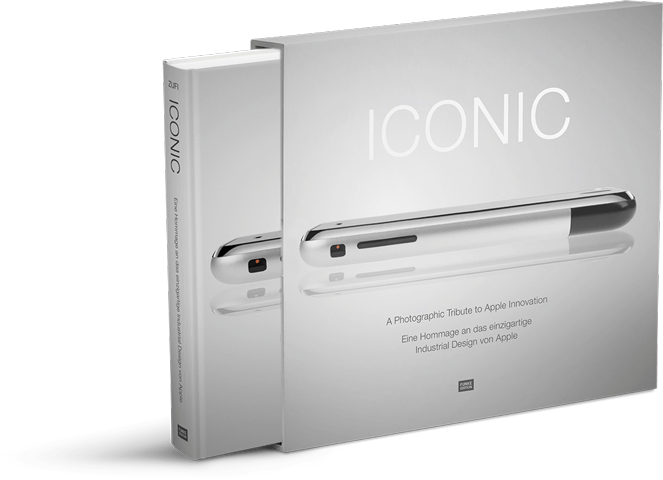 ZUFI
ICONIC
Eine Hommage an das einzigartige Industrial Design von Apple
ICONIC
A Photographic Tribute to Apple Innovation
Eine Hommage an das einzigartige
Industrial Design von Apple